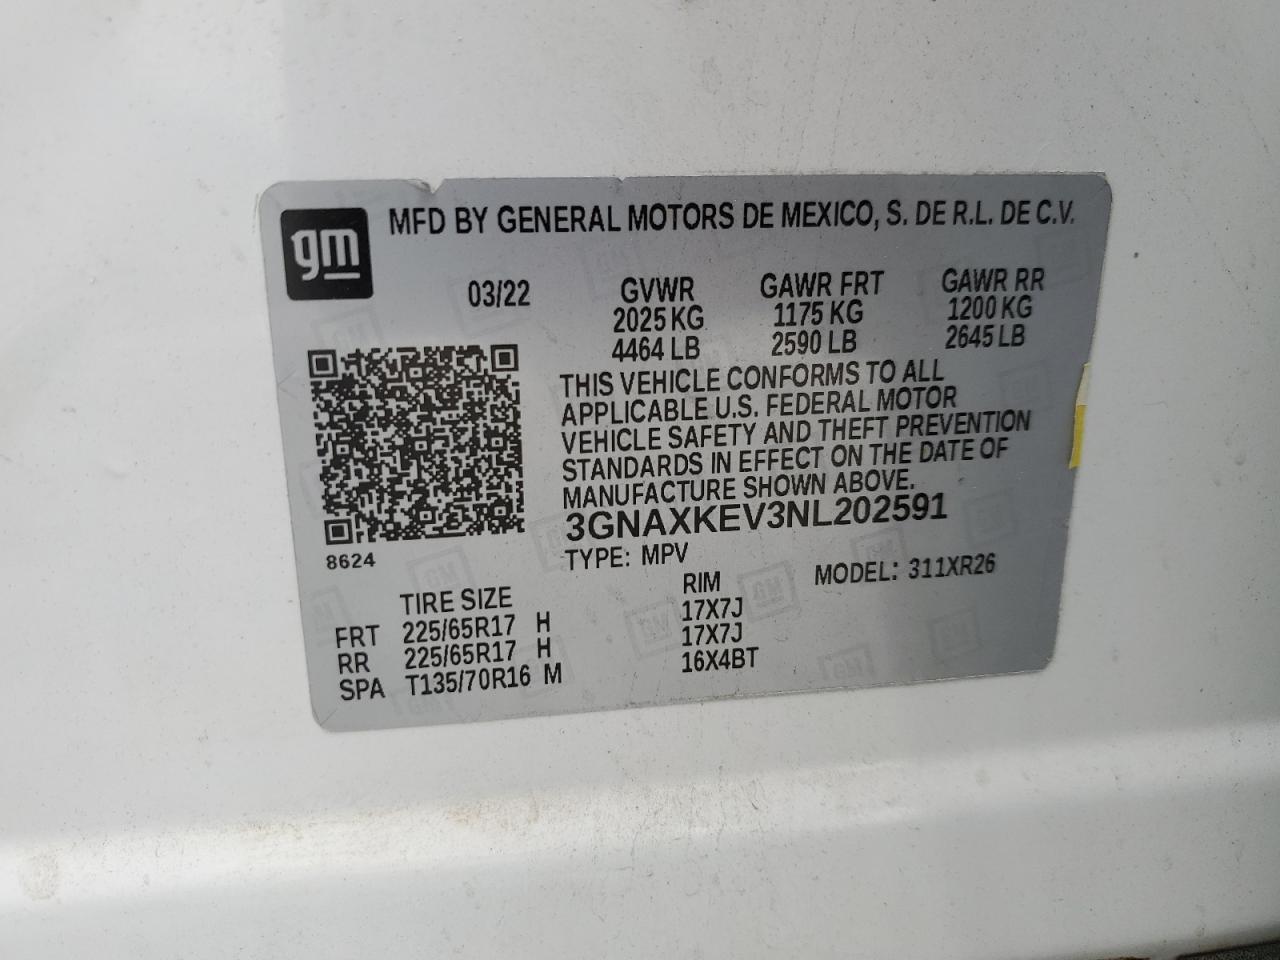 gm
MFD BY GENERAL MOTORS DE MEXICO, S. DE R.L. DE C.V.
03/22
GVWR GAWR FRT GAWR RR
2025 KG 1175 KG 1200 KG
4464 LB 2590 LB 2645 LB
THIS VEHICLE CONFORMS TO ALL
APPLICABLE U.S. FEDERAL MOTOR
VEHICLE SAFETY AND THEFT PREVENTION
STANDARDS IN EFFECT ON THE DATE OF
MANUFACTURE SHOWN ABOVE.
3GNAXKEV3NL202591
8624
TYPE: MPV MODEL: 311XR26
TIRE SIZE RIM
FRT 225/65R17 H 17X7J
RR 225/65R17 H 17X7J
SPA T135/70R16 M 16X4BT